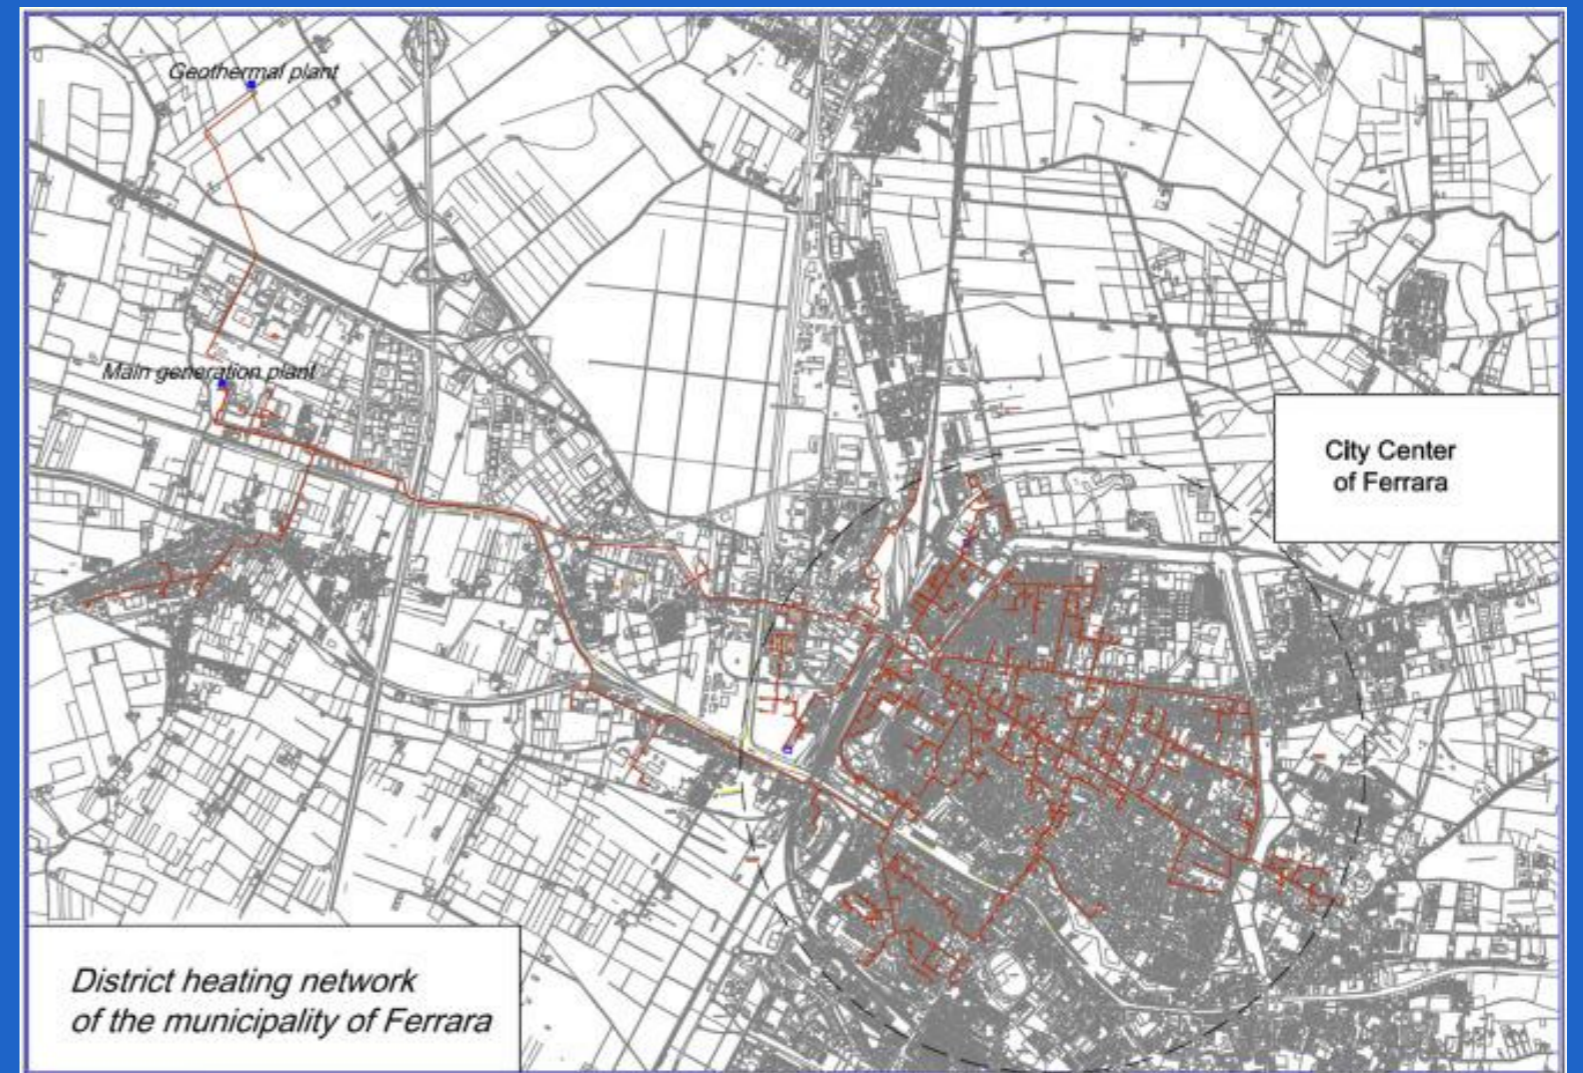 Geothermal plant
Main generation plant
City Center
of Ferrara
District heating network
of the municipality of Ferrara